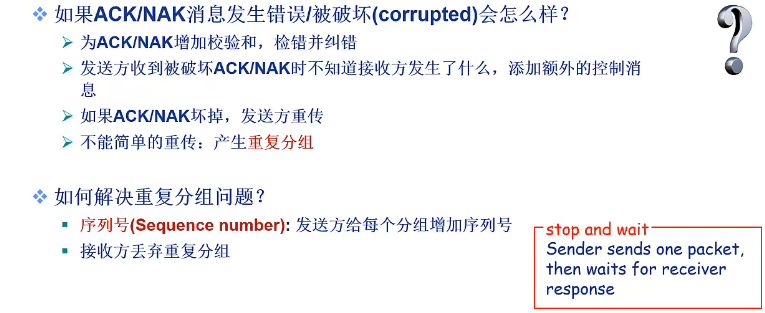 如果ACK/NAK消息发生错误/被破坏(corrupted)会怎么样？
为ACK/NAK增加校验和，检错并纠错
发送方收到被破坏ACK/NAK时不知道接收方发生了什么，添加额外的控制消
息
如果ACK/NAK坏掉，发送方重传
不能简单的重传：产生重复分组
如何解决重复分组问题？
序列号(Sequence number): 发送方给每个分组增加序列号
接收方丢弃重复分组
stop and wait
Sender sends one packet,
then waits for receiver
response